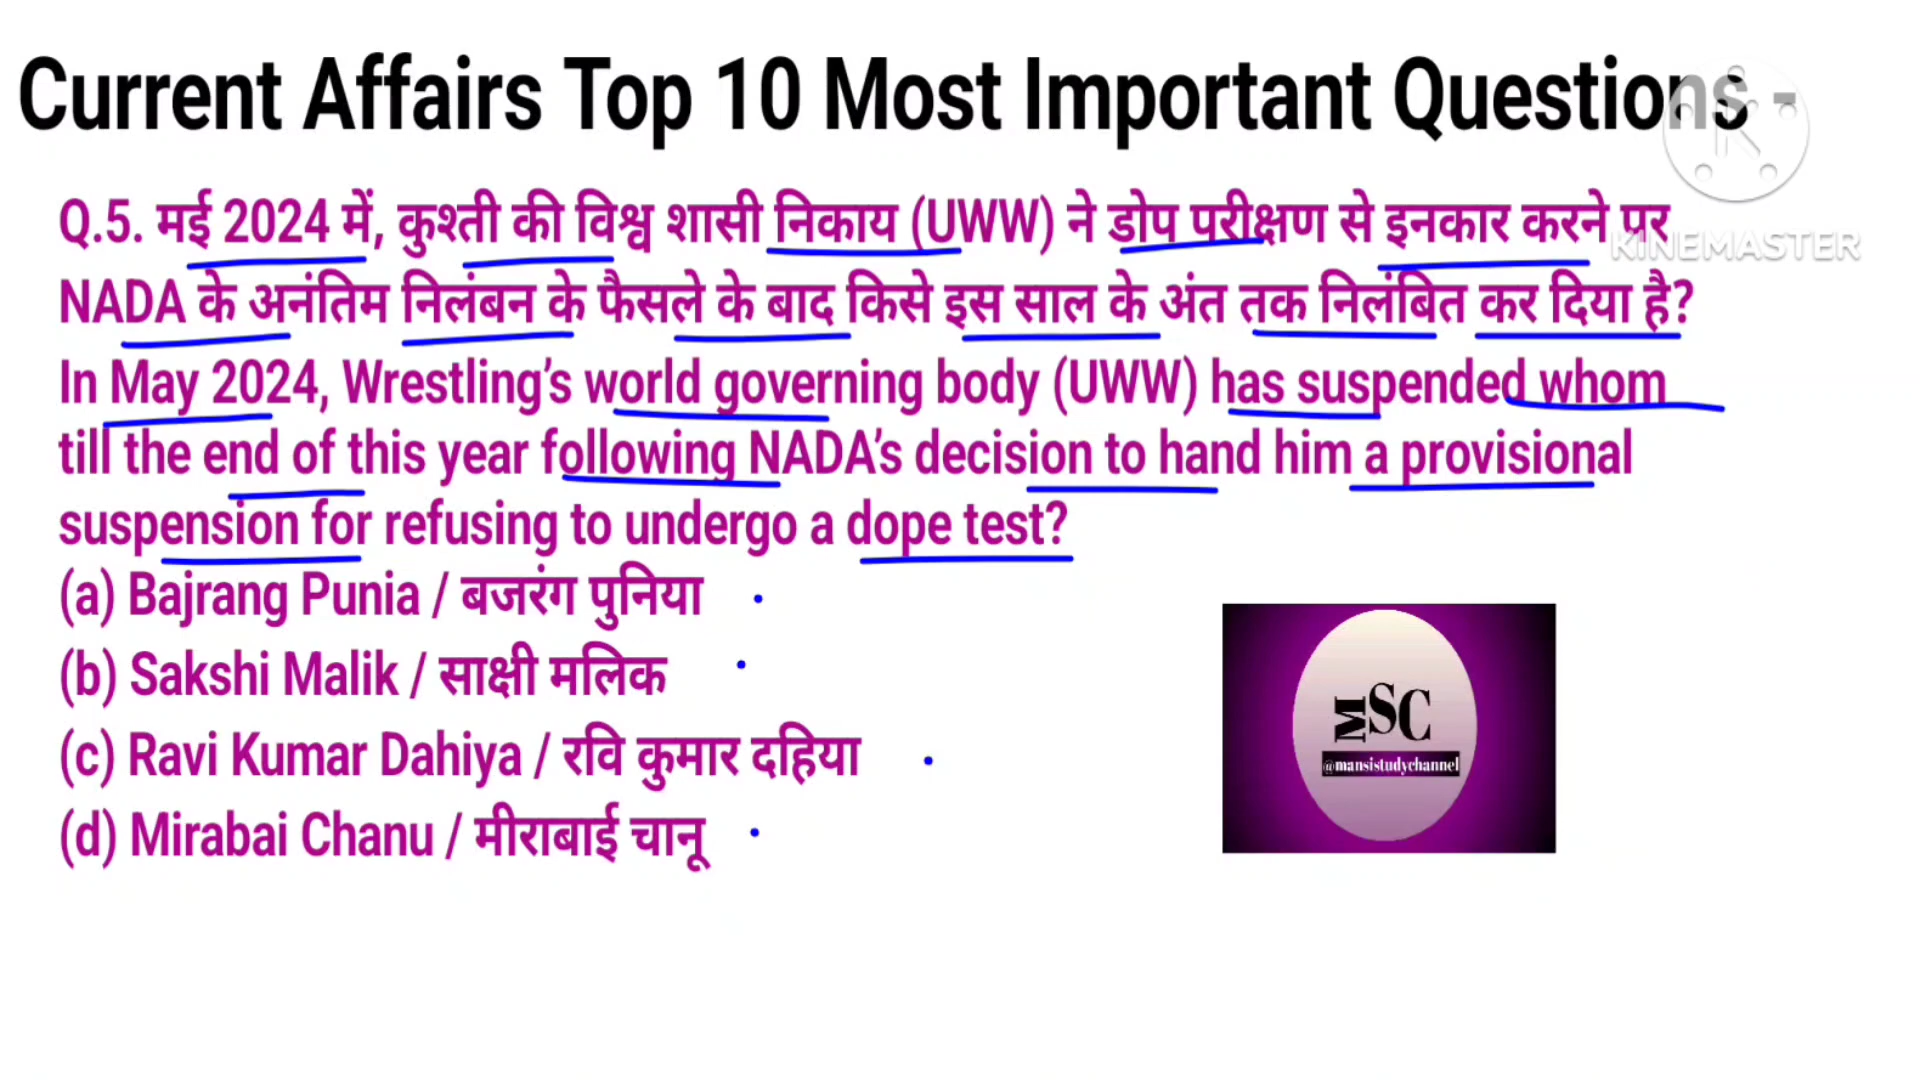 Current Affairs Top 10 Most Important Questions -
KINEMASTER
Q.5. मई 2024 में, कुश्ती की विश्व शासी निकाय (UWW) ने डोप परीक्षण से इनकार करने पर
NADA के अनंतिम निलंबन के फैसले के बाद किसे इस साल के अंत तक निलंबित कर दिया है?
In May 2024, Wrestling’s world governing body (UWW) has suspended whom
till the end of this year following NADA’s decision to hand him a provisional
suspension for refusing to undergo a dope test?
(a) Bajrang Punia / बजरंग पुनिया
(b) Sakshi Malik / साक्षी मलिक
(c) Ravi Kumar Dahiya / रवि कुमार दहिया
(d) Mirabai Chanu / मीराबाई चानू
MSC
@mansistudychannel